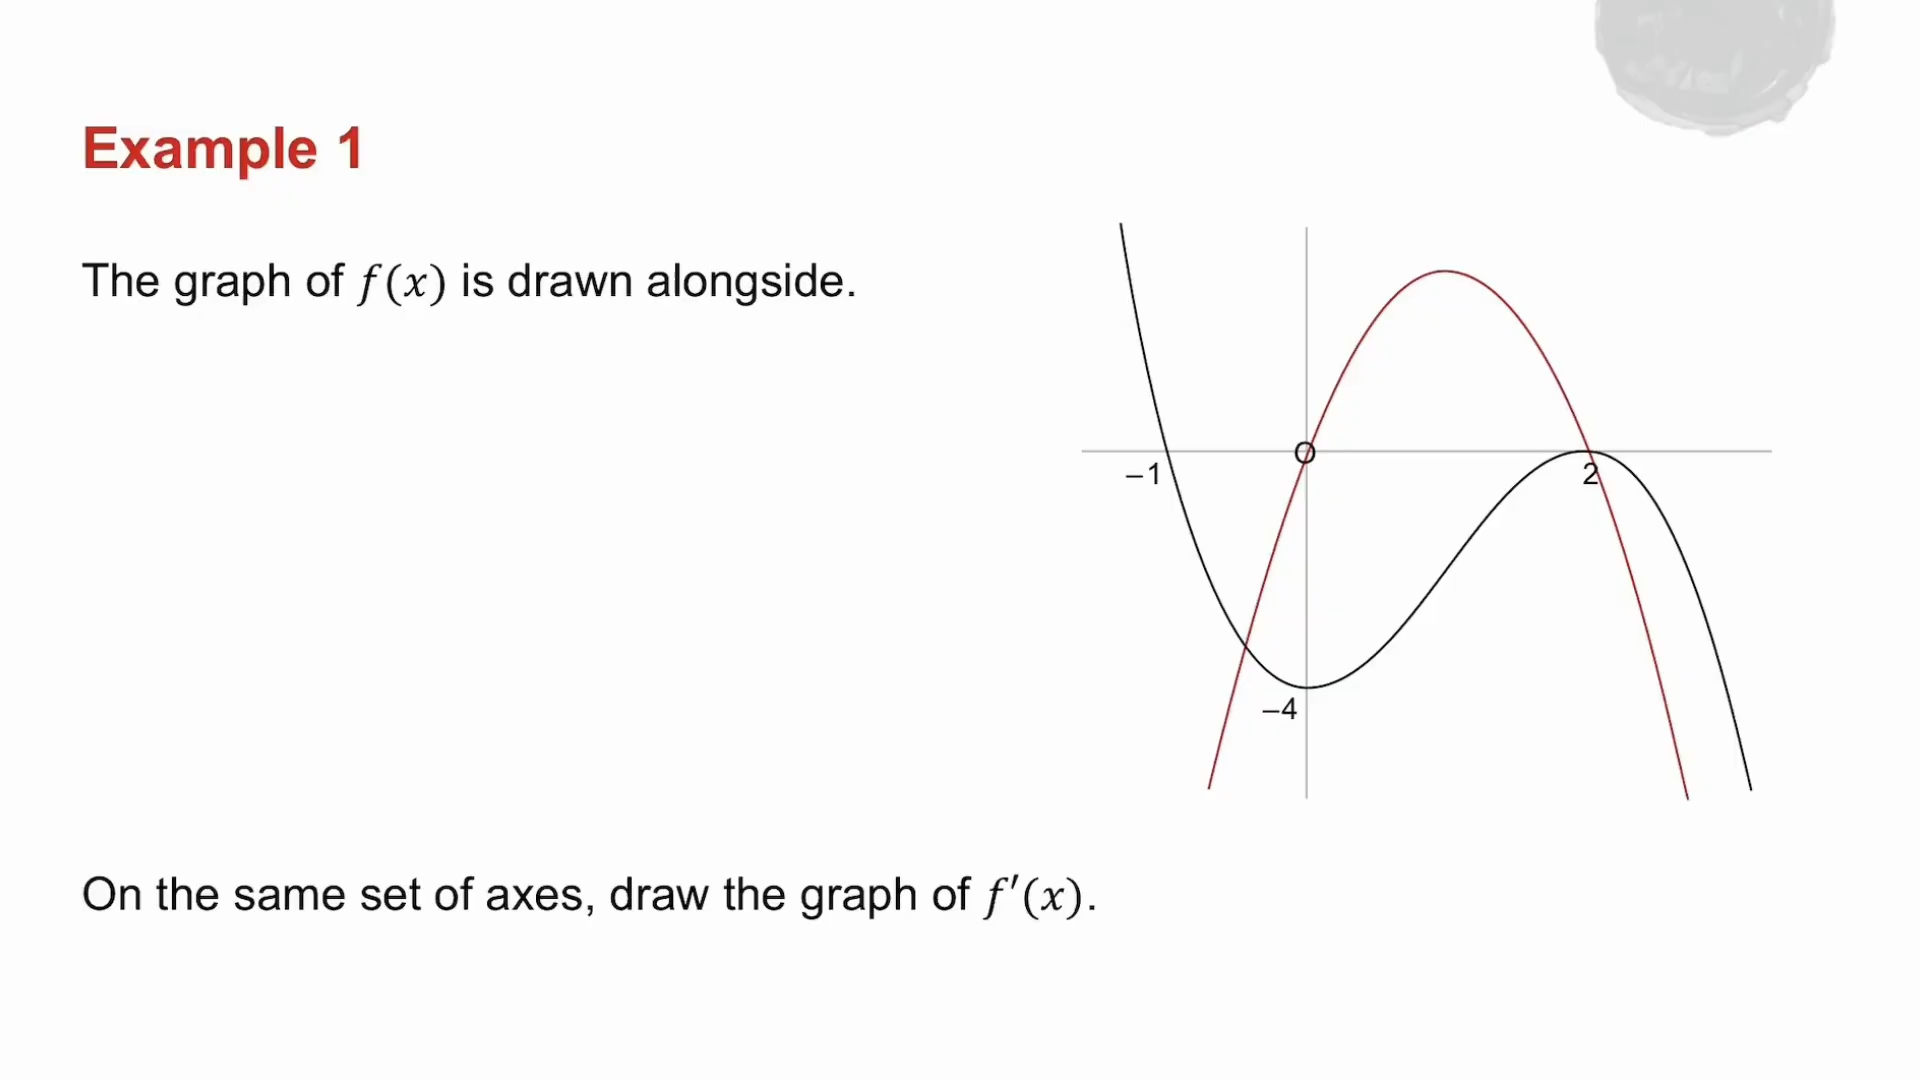 Example 1
The graph of f(x) is drawn alongside.
O
–1
2
–4
On the same set of axes, draw the graph of f′(x).